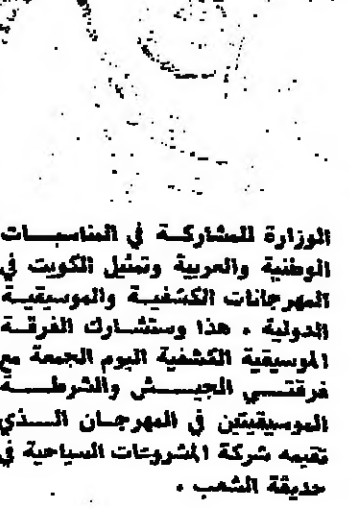 الوزارة للمشاركة في المناسبات
الوطنية والعربية وتمثيل الكويت في
المهرجانات الكشفية والموسيقية
الدولية . هذا وستشارك الفرقة
الموسيقية الكشفية اليوم الجمعة مع
فرقتي الجيش والشرطة
الموسيقيتين في المهرجان الذي
تقيمه شركة المشروعات السياحية في
حديقة الشعب .